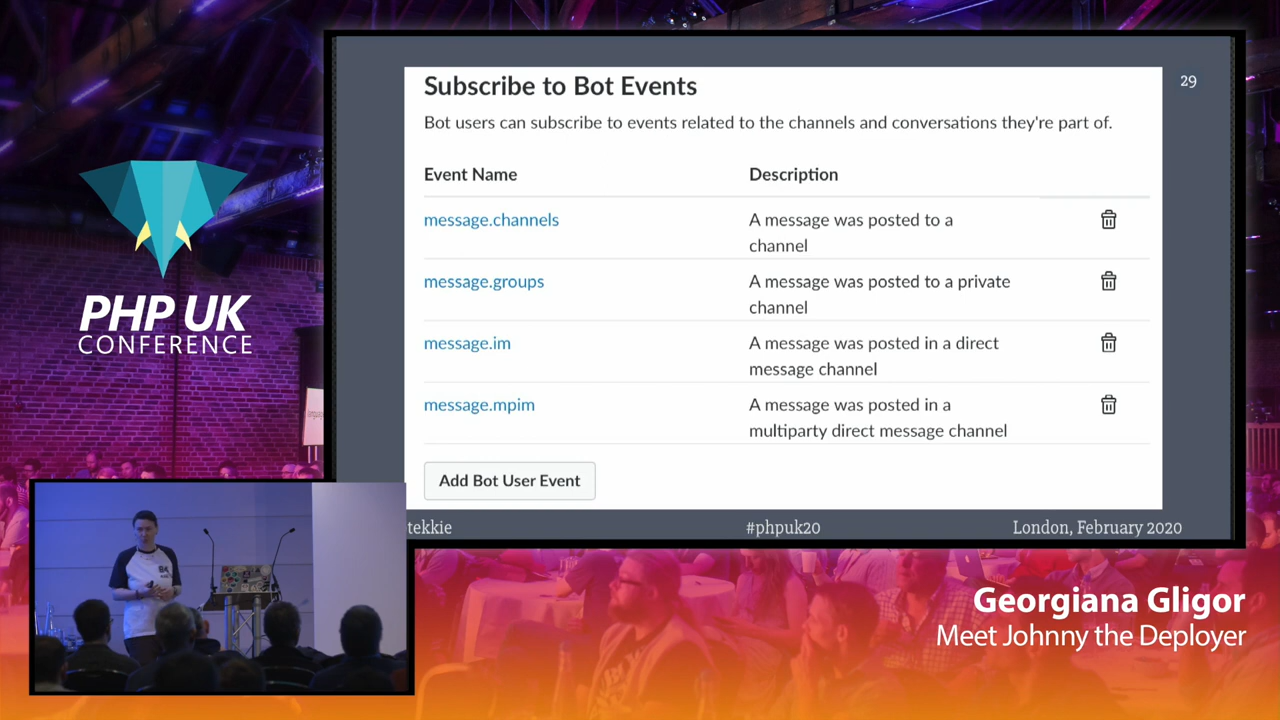 Subscribe to Bot Events
29
Bot users can subscribe to events related to the channels and conversations they're part of.
Event Name
Description
message.channels
A message was posted to a
channel
message.groups
A message was posted to a private
channel
message.im
A message was posted in a direct
message channel
message.mpim
A message was posted in a
multiparty direct message channel
Add Bot User Event
tekkie
#phpuk20
London, February 2020
PHP UK
CONFERENCE
Georgiana Gligor
Meet Johnny the Deployer